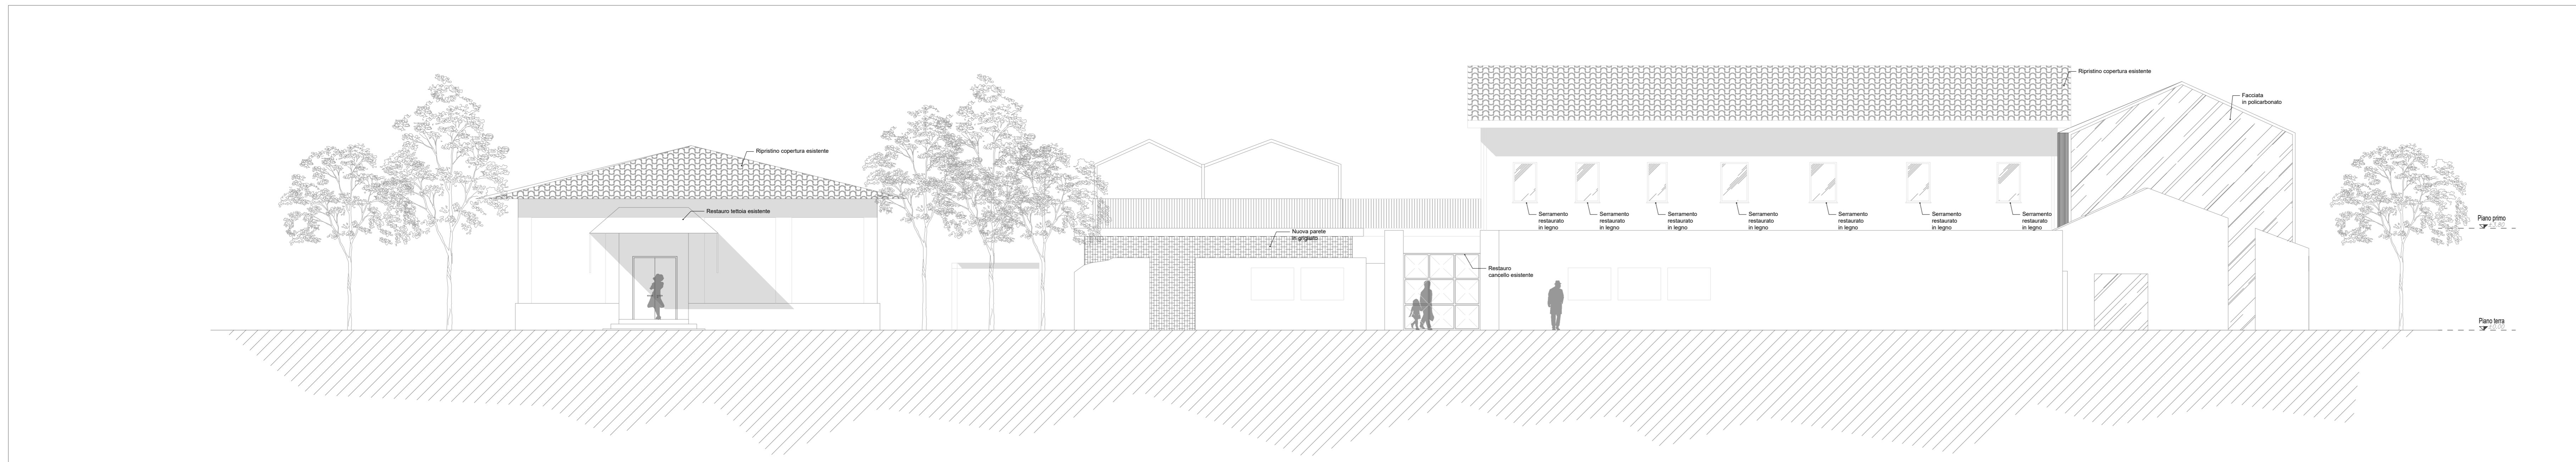 Ripristino copertura esistente
Facciata
in policarbonato
Ripristino copertura esistente
Restauro tettoia esistente
Serramento
restaurato
in legno
Serramento
restaurato
in legno
Serramento
restaurato
in legno
Serramento
restaurato
in legno
Serramento
restaurato
in legno
Serramento
restaurato
in legno
Serramento
restaurato
in legno
Piano primo
Nuova parete
in grigliato
Restauro
cancello esistente
Piano terra